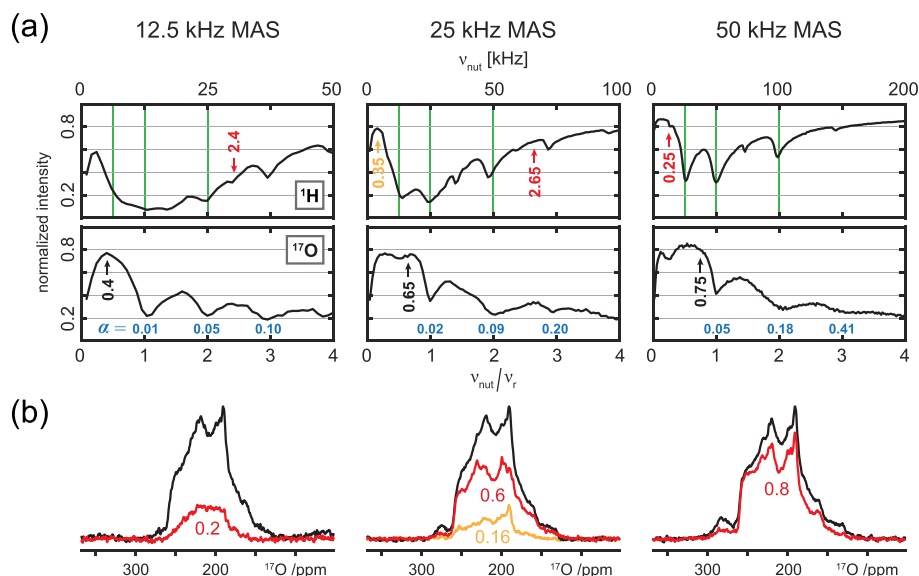 (a)
12.5 kHz MAS 25 kHz MAS 50 kHz MAS
ν_nut [kHz]
0 25 50 0 50 100 0 100 200
normalized intensity
0.8
0.2
2.4
¹H
0.35
2.65
0.25
0.8
0.2
¹⁷O
0.4
0.65
0.75
α = 0.01 0.05 0.10 0.02 0.09 0.20 0.05 0.18 0.41
0 1 2 3 4 0 1 2 3 4 0 1 2 3 4
ν_nut/ν_r
(b)
0.2
0.6
0.16
0.8
300 200 ¹⁷O /ppm 300 200 ¹⁷O /ppm 300 200 ¹⁷O /ppm